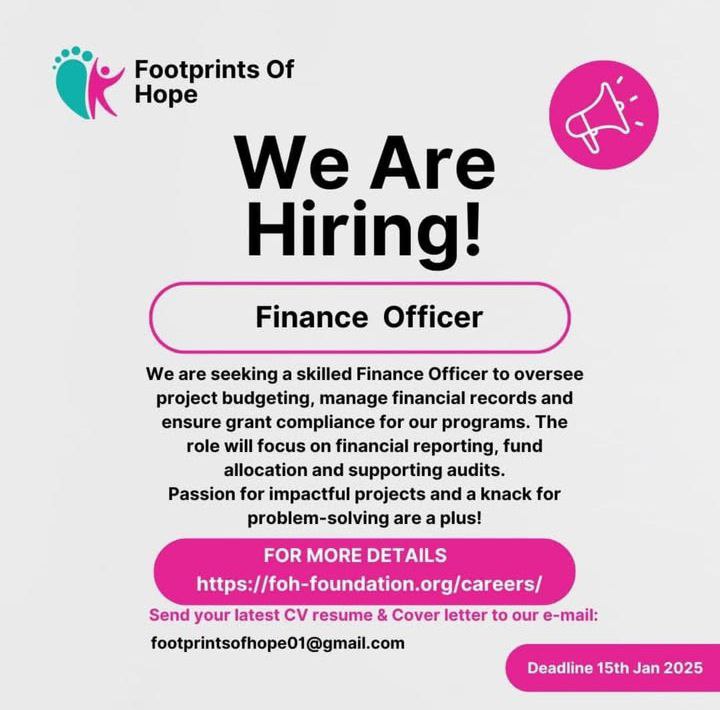 Footprints Of
Hope
We Are
Hiring!
Finance Officer
We are seeking a skilled Finance Officer to oversee
project budgeting, manage financial records and
ensure grant compliance for our programs. The
role will focus on financial reporting, fund
allocation and supporting audits.
Passion for impactful projects and a knack for
problem-solving are a plus!
FOR MORE DETAILS
https://foh-foundation.org/careers/
Send your latest CV resume & Cover letter to our e-mail:
footprintsofhope01@gmail.com
Deadline 15th Jan 2025